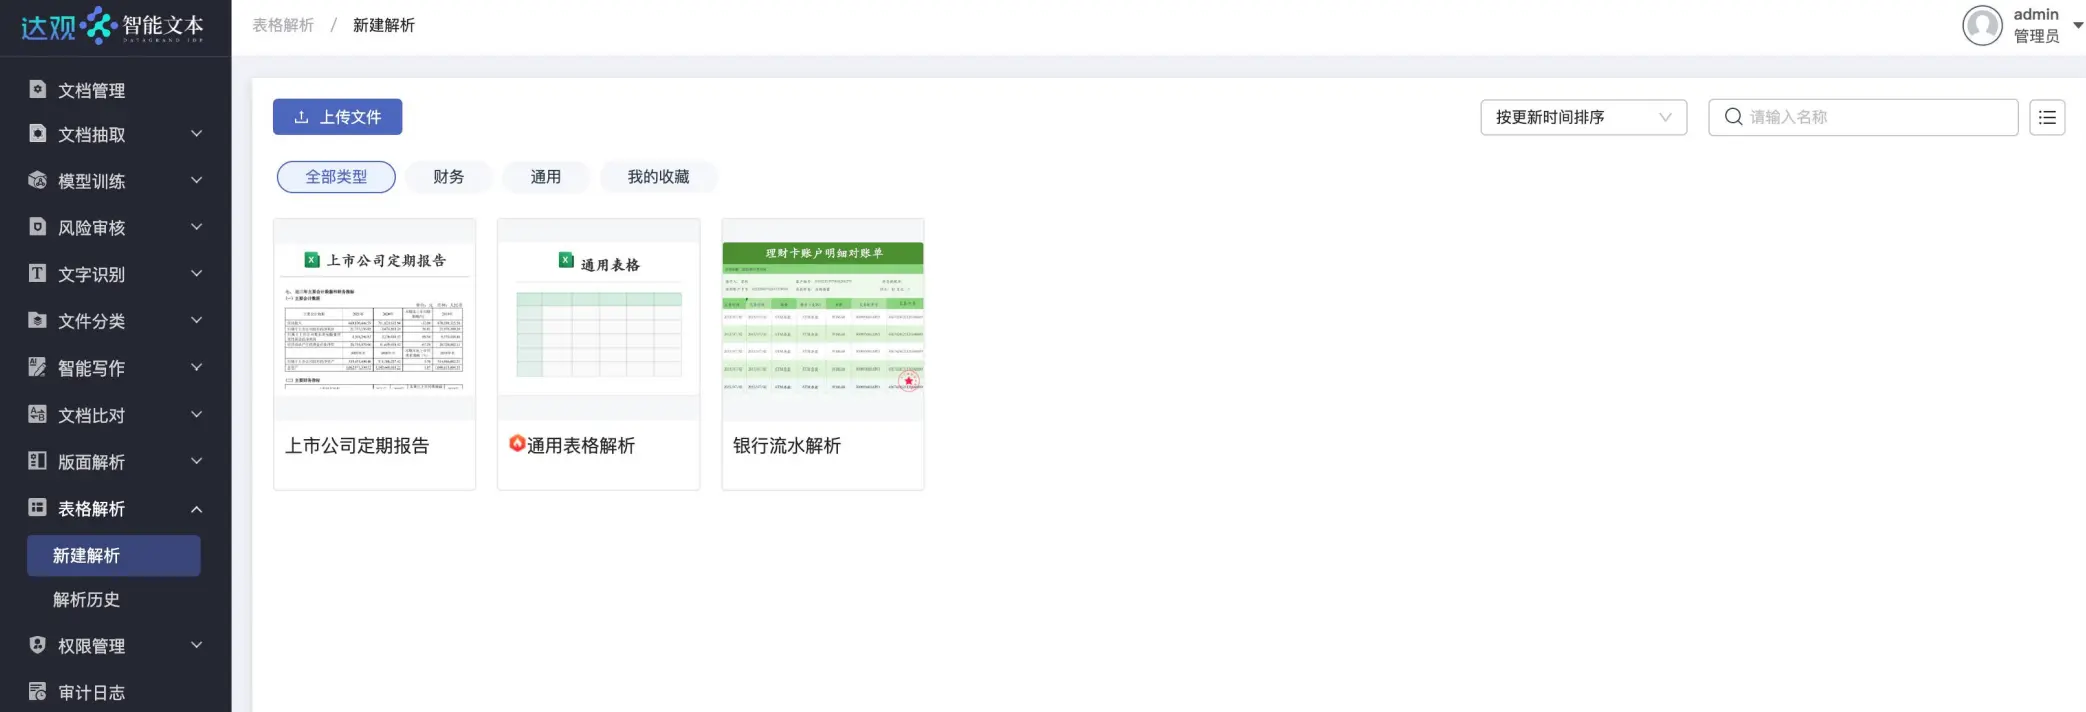 达观 智能文本
DATAGRAND IDP
表格解析 / 新建解析
admin
管理员
文档管理
文档抽取
模型训练
风险审核
文字识别
文件分类
智能写作
文档比对
版面解析
表格解析
新建解析
解析历史
权限管理
审计日志
上传文件
按更新时间排序
请输入名称
全部类型 财务 通用 我的收藏
上市公司定期报告
通用表格
理财卡账户明细对账单
上市公司定期报告
通用表格解析
银行流水解析